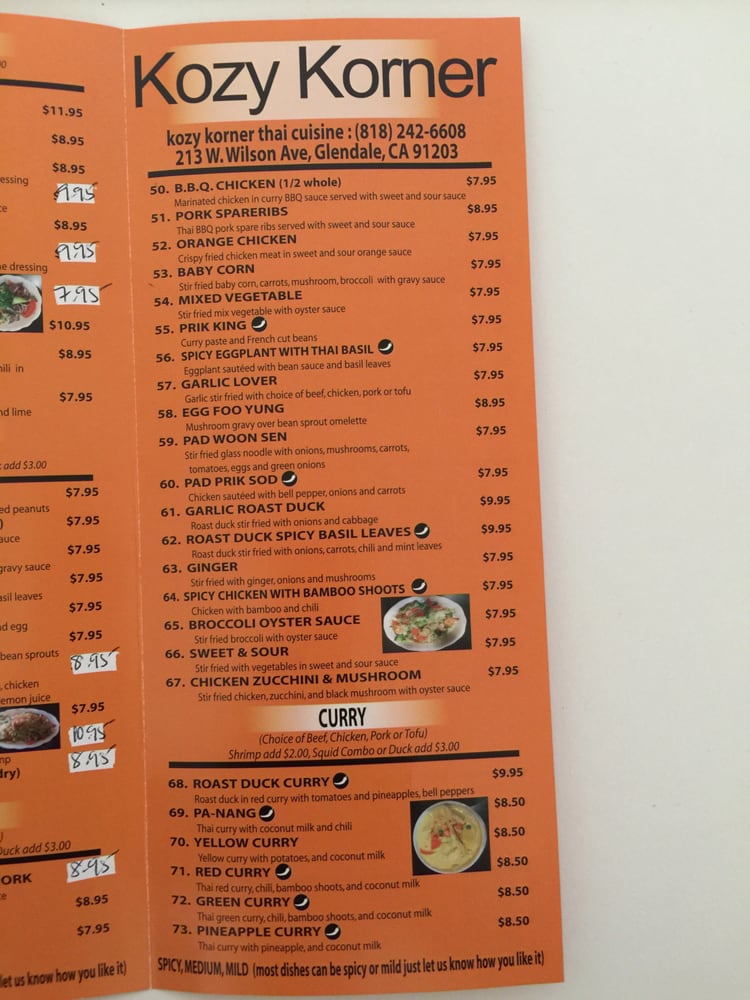 $11.95
$8.95
$8.95
essing
9.95
$8.95
9.95
e dressing
7.95
$10.95
$8.95
nili in
$7.95
nd lime
add $3.00
$7.95
ed peanuts
)
$7.95
auce
$7.95
gravy sauce
$7.95
asil leaves
$7.95
nd egg
$7.95
bean sprouts
8.95
, chicken
emon juice
$7.95
10.95
mp
8.95
dry)
)
Duck add $3.00
8.95
ORK
$8.95
$7.95
let us know how you like it)
Kozy Korner
kozy korner thai cuisine : (818) 242-6608
213 W. Wilson Ave, Glendale, CA 91203
50. B.B.Q. CHICKEN (1/2 whole) $7.95
Marinated chicken in curry BBQ sauce served with sweet and sour sauce
51. PORK SPARERIBS $8.95
Thai BBQ pork spare ribs served with sweet and sour sauce
52. ORANGE CHICKEN $7.95
Crispy fried chicken meat in sweet and sour orange sauce
53. BABY CORN $7.95
Stir fried baby corn, carrots, mushroom, broccoli with gravy sauce
54. MIXED VEGETABLE $7.95
Stir fried mix vegetable with oyster sauce
55. PRIK KING $7.95
Curry paste and French cut beans
56. SPICY EGGPLANT WITH THAI BASIL $7.95
Eggplant sautéed with bean sauce and basil leaves
57. GARLIC LOVER $7.95
Garlic stir fried with choice of beef, chicken, pork or tofu
58. EGG FOO YUNG $8.95
Mushroom gravy over bean sprout omelette
59. PAD WOON SEN $7.95
Stir fried glass noodle with onions, mushrooms, carrots,
tomatoes, eggs and green onions
60. PAD PRIK SOD $7.95
Chicken sautéed with bell pepper, onions and carrots
61. GARLIC ROAST DUCK $9.95
Roast duck stir fried with onions and cabbage
62. ROAST DUCK SPICY BASIL LEAVES $9.95
Roast duck stir fried with onions, carrots, chili and mint leaves
63. GINGER $7.95
Stir fried with ginger, onions and mushrooms
64. SPICY CHICKEN WITH BAMBOO SHOOTS $7.95
Chicken with bamboo and chili
65. BROCCOLI OYSTER SAUCE $7.95
Stir fried broccoli with oyster sauce
66. SWEET & SOUR $7.95
Stir fried with vegetables in sweet and sour sauce
67. CHICKEN ZUCCHINI & MUSHROOM $7.95
Stir fried chicken, zucchini, and black mushroom with oyster sauce
CURRY
(Choice of Beef, Chicken, Pork or Tofu)
Shrimp add $2.00, Squid Combo or Duck add $3.00
68. ROAST DUCK CURRY $9.95
Roast duck in red curry with tomatoes and pineapples, bell peppers
69. PA-NANG $8.50
Thai curry with coconut milk and chili
70. YELLOW CURRY $8.50
Yellow curry with potatoes, and coconut milk
71. RED CURRY $8.50
Thai red curry, chili, bamboo shoots, and coconut milk
72. GREEN CURRY $8.50
Thai green curry, chili, bamboo shoots, and coconut milk
73. PINEAPPLE CURRY $8.50
Thai curry with pineapple, and coconut milk
SPICY, MEDIUM, MILD (most dishes can be spicy or mild just let us know how you like it)